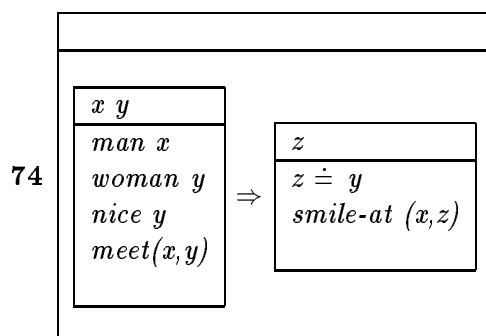 74
x y
man x
woman y
nice y
meet(x,y)
⇒
z
z ≐ y
smile-at (x,z)